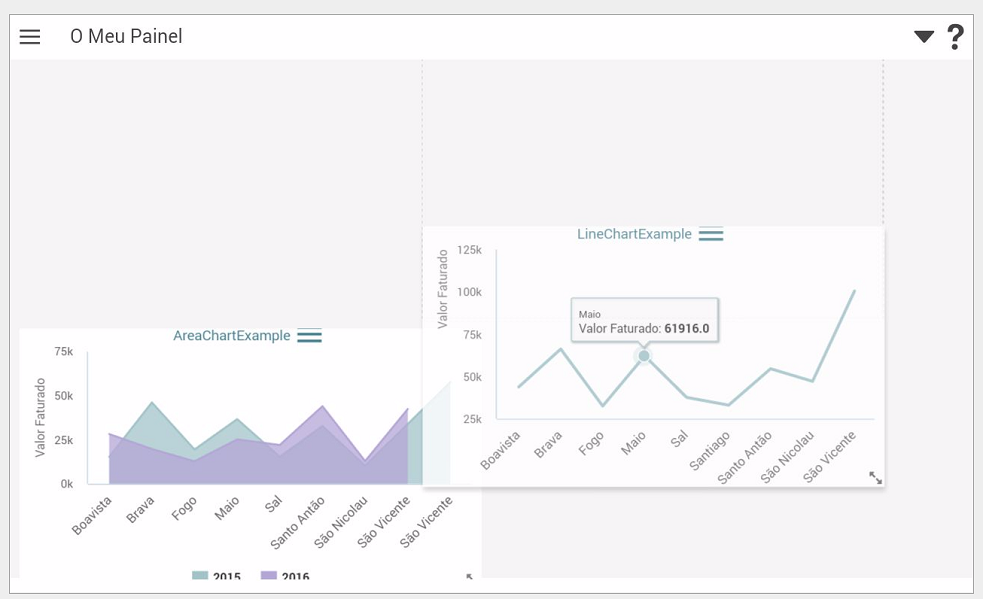 O Meu Painel
?
LineChartExample
Valor Faturado
125k
100k
75k
50k
25k
Maio
Valor Faturado: 61916.0
Boavista
Brava
Fogo
Maio
Sal
Santiago
Santo Antão
São Nicolau
São Vicente
AreaChartExample
Valor Faturado
75k
50k
25k
0k
Boavista
Brava
Fogo
Maio
Sal
Santo Antão
São Nicolau
São Vicente
São Vicente
2015
2016